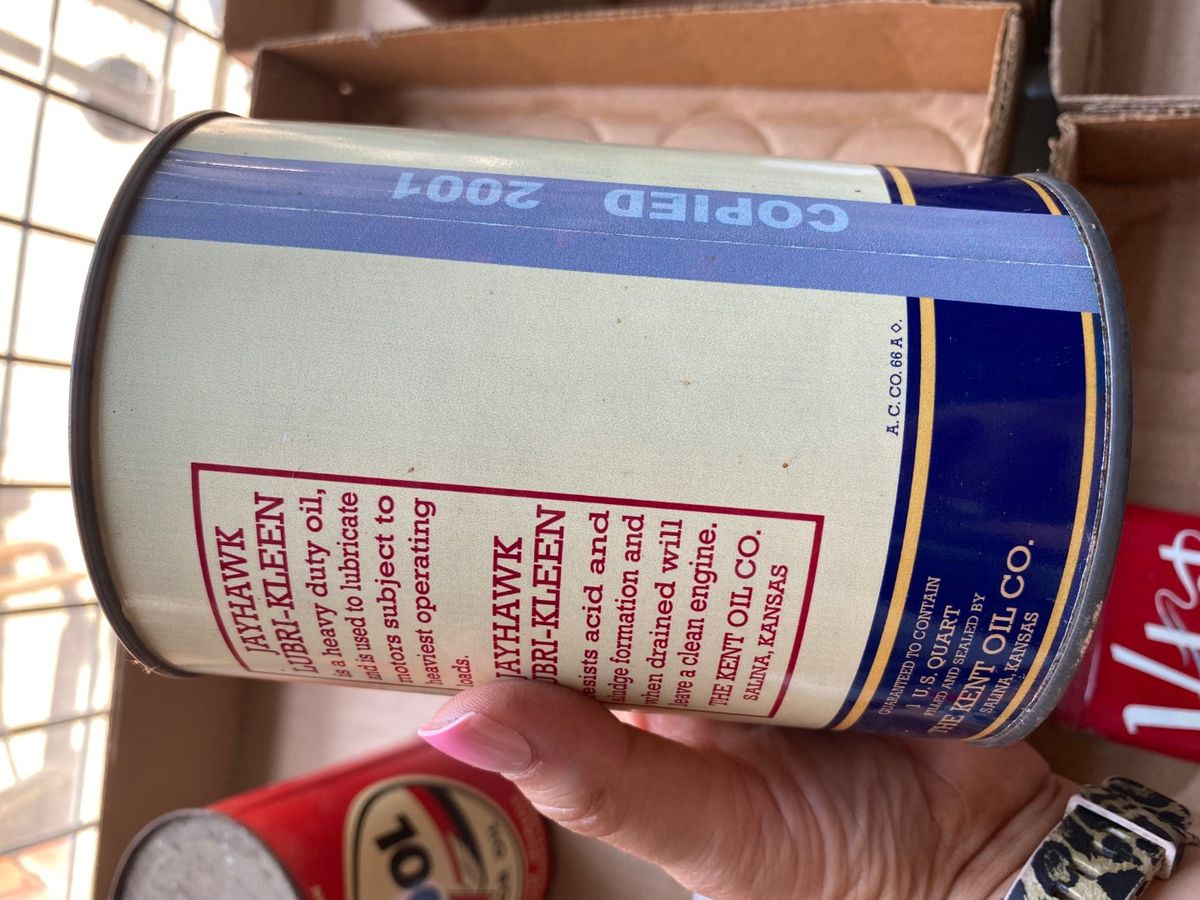 COPIED 2001
JAYHAWK
LUBRI-KLEEN
is a heavy duty oil,
and is used to lubricate
motors subject to
heaviest operating
loads.
JAYHAWK
LUBRI-KLEEN
resists acid and
sludge formation and
when drained will
leave a clean engine.
THE KENT OIL CO.
SALINA, KANSAS
A. C. CO. 66 A ◊.
GUARANTEED TO CONTAIN
1 U.S. QUART
FILLED AND SEALED BY
THE KENT OIL CO.
SALINA, KANSAS
10